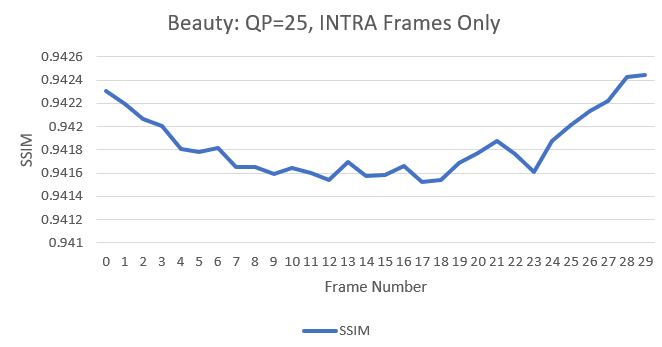 Beauty: QP=25, INTRA Frames Only
0.9426
0.9424
0.9422
0.942
0.9418
0.9416
0.9414
0.9412
0.941
SSIM
0 1 2 3 4 5 6 7 8 9 10 11 12 13 14 15 16 17 18 19 20 21 22 23 24 25 26 27 28 29
Frame Number
SSIM